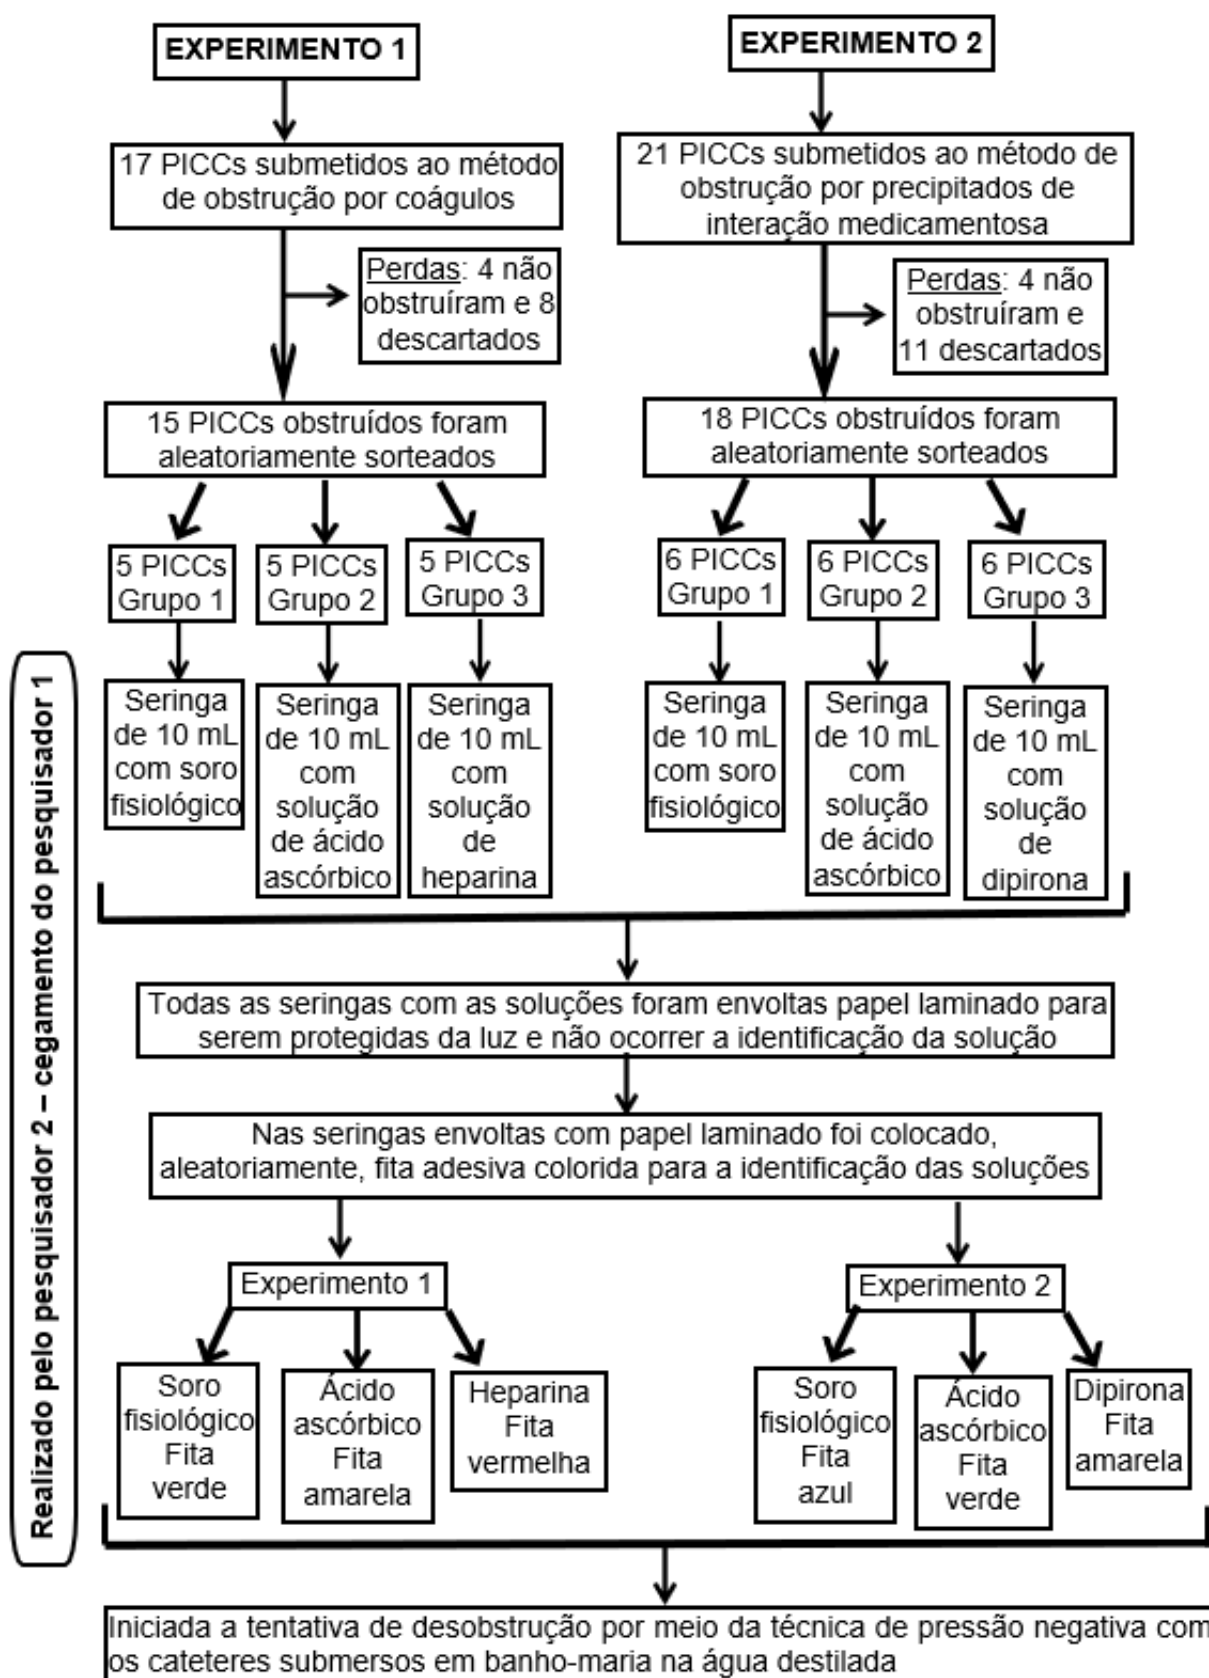 EXPERIMENTO 1
17 PICCs submetidos ao método
de obstrução por coágulos
Perdas: 4 não
obstruíram e 8
descartados
15 PICCs obstruídos foram
aleatoriamente sorteados
5 PICCs
Grupo 1
5 PICCs
Grupo 2
5 PICCs
Grupo 3
Seringa
de 10 mL
com soro
fisiológico
Seringa
de 10 mL
com
solução
de ácido
ascórbico
Seringa
de 10 mL
com
solução
de
heparina
EXPERIMENTO 2
21 PICCs submetidos ao método de
obstrução por precipitados de
interação medicamentosa
Perdas: 4 não
obstruíram e
11 descartados
18 PICCs obstruídos foram
aleatoriamente sorteados
6 PICCs
Grupo 1
6 PICCs
Grupo 2
6 PICCs
Grupo 3
Seringa
de 10 mL
com soro
fisiológico
Seringa
de 10 mL
com
solução
de ácido
ascórbico
Seringa
de 10 mL
com
solução
de
dipirona
Realizado pelo pesquisador 2 – cegamento do pesquisador 1
Todas as seringas com as soluções foram envoltas papel laminado para
serem protegidas da luz e não ocorrer a identificação da solução
Nas seringas envoltas com papel laminado foi colocado,
aleatoriamente, fita adesiva colorida para a identificação das soluções
Experimento 1
Soro
fisiológico
Fita
verde
Ácido
ascórbico
Fita
amarela
Heparina
Fita
vermelha
Experimento 2
Soro
fisiológico
Fita
azul
Ácido
ascórbico
Fita
verde
Dipirona
Fita
amarela
Iniciada a tentativa de desobstrução por meio da técnica de pressão negativa com
os cateteres submersos em banho-maria na água destilada